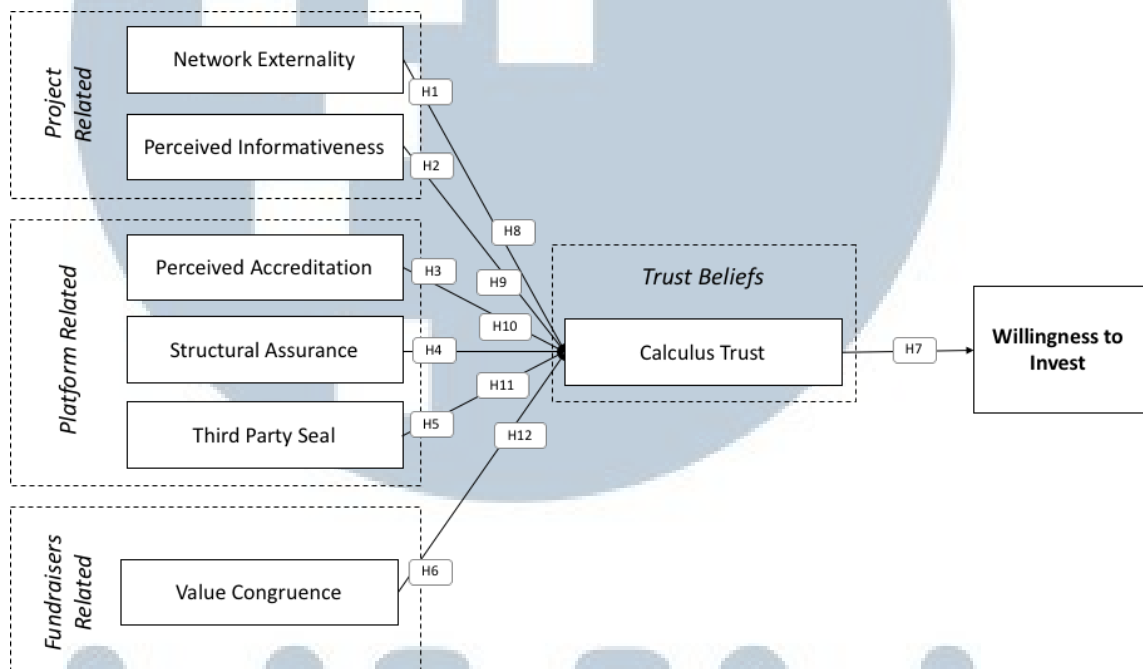 Project
Related
Network Externality
Perceived Informativeness
H1
H2
Platform Related
Perceived Accreditation
Structural Assurance
Third Party Seal
H3
H4
H5
H8
H9
H10
H11
H12
Trust Beliefs
Calculus Trust
H7
Willingness to
Invest
Fundraisers
Related
Value Congruence
H6